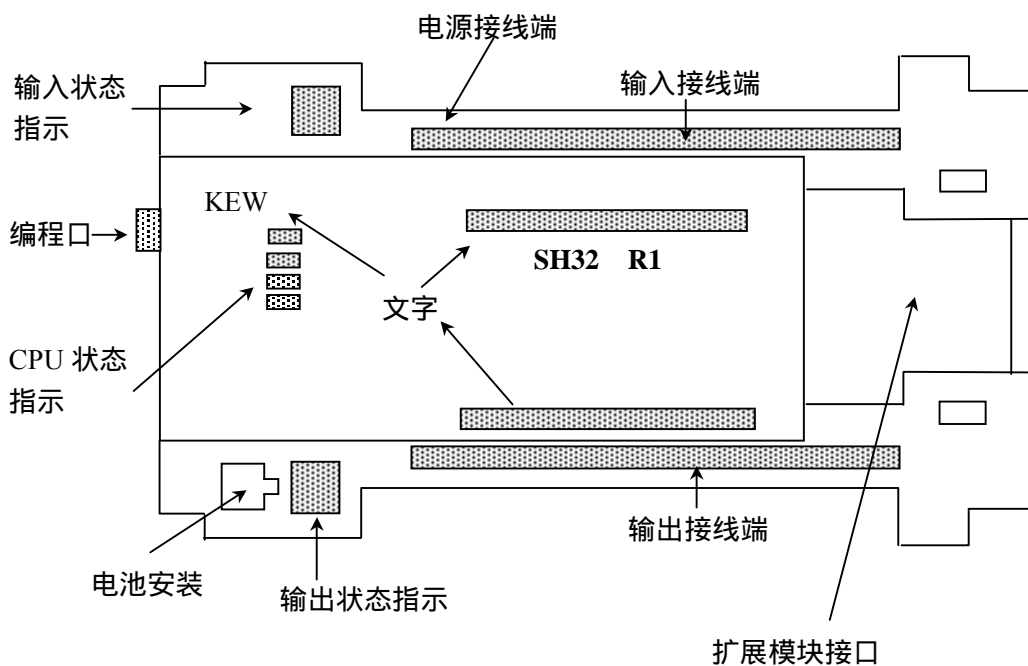 电源接线端
输入状态
指示
输入接线端
KEW
编程口
SH32 R1
文字
CPU 状态
指示
输出接线端
电池安装
输出状态指示
扩展模块接口